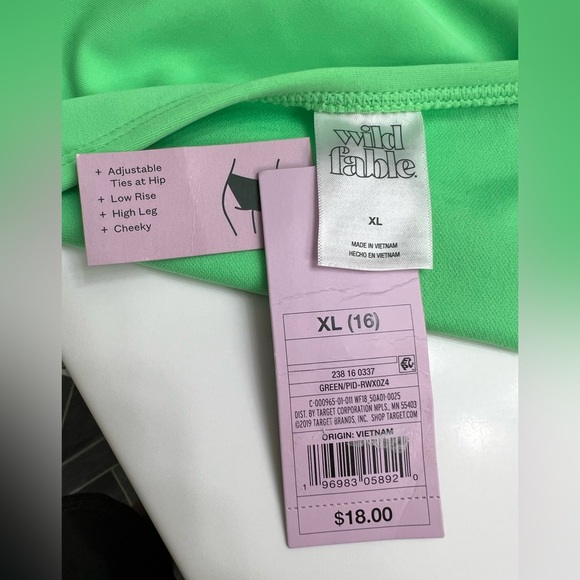 + Adjustable
Ties at Hip
+ Low Rise
+ High Leg
+ Cheeky
wild
fable.
XL
MADE IN VIETNAM
HECHO EN VIETNAM
XL (16)
238 16 0337
GREEN/PID-RWX0Z4
C-000965-01-011 WF18_50A01-0025
DIST. BY TARGET CORPORATION MPLS., MN 55403
©2019 TARGET BRANDS, INC. SHOP TARGET.COM
ORIGIN: VIETNAM
1 96983 05892 0
$18.00